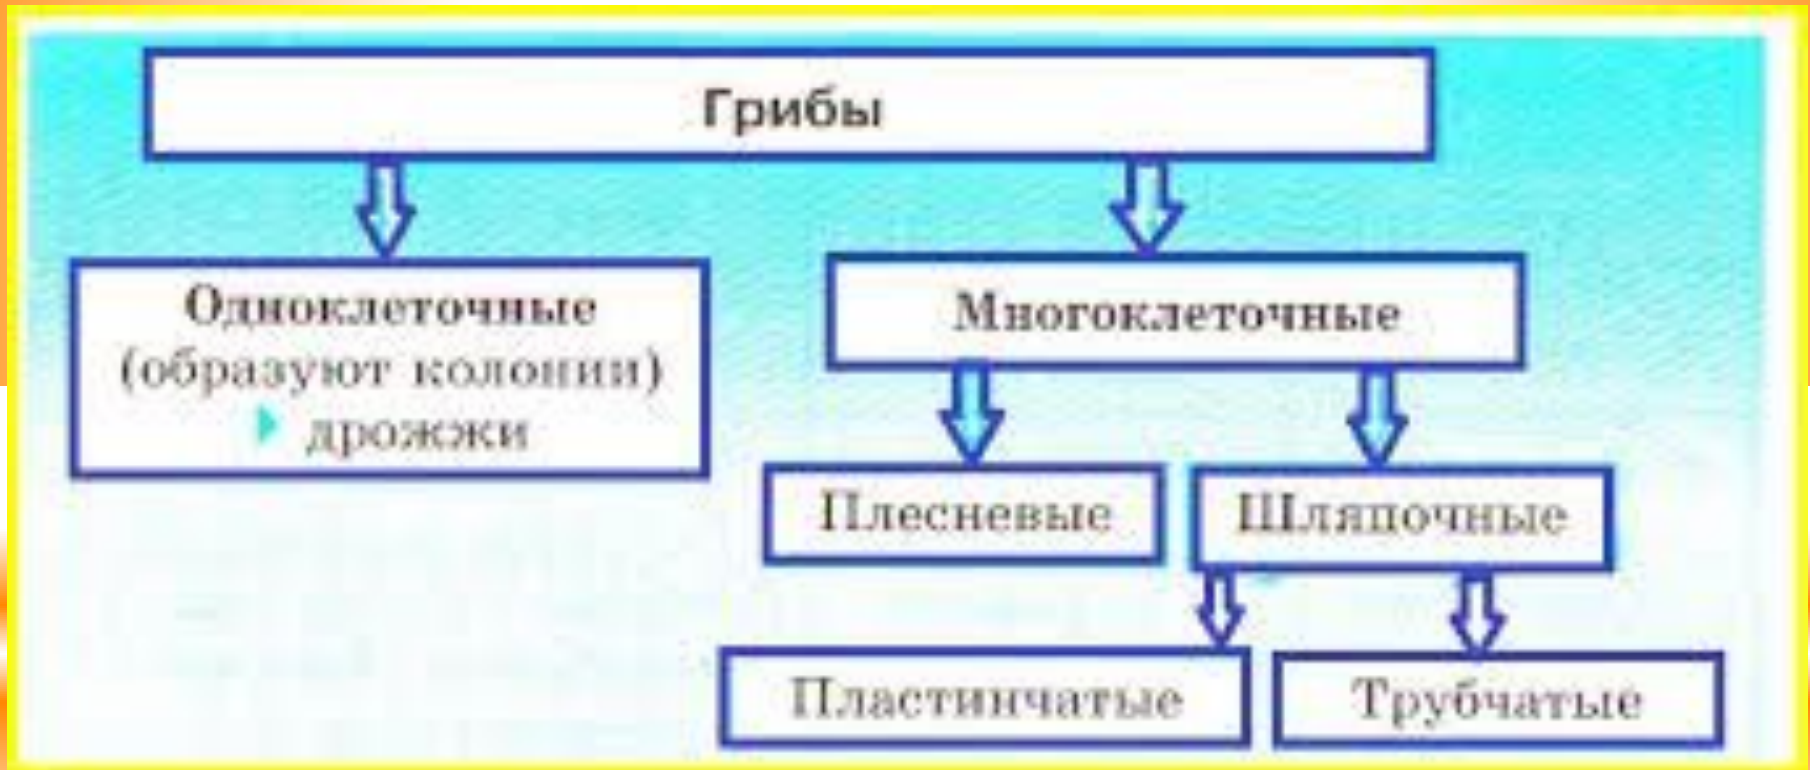 Грибы
Одноклеточные
(образуют колонии)
дрожжи
Многоклеточные
Плесневые
Шляпочные
Пластинчатые
Трубчатые